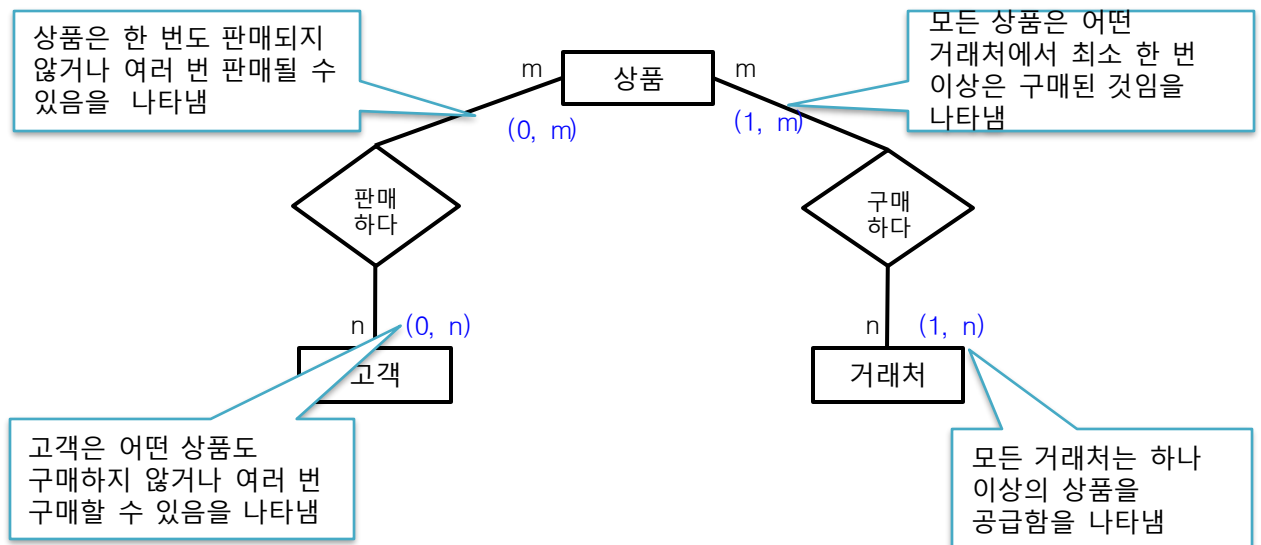 상품은 한 번도 판매되지
않거나 여러 번 판매될 수
있음을 나타냄
모든 상품은 어떤
거래처에서 최소 한 번
이상은 구매된 것임을
나타냄
m
상품
m
(0, m)
(1, m)
판매
하다
구매
하다
n
(0, n)
n
(1, n)
고객
거래처
고객은 어떤 상품도
구매하지 않거나 여러 번
구매할 수 있음을 나타냄
모든 거래처는 하나
이상의 상품을
공급함을 나타냄